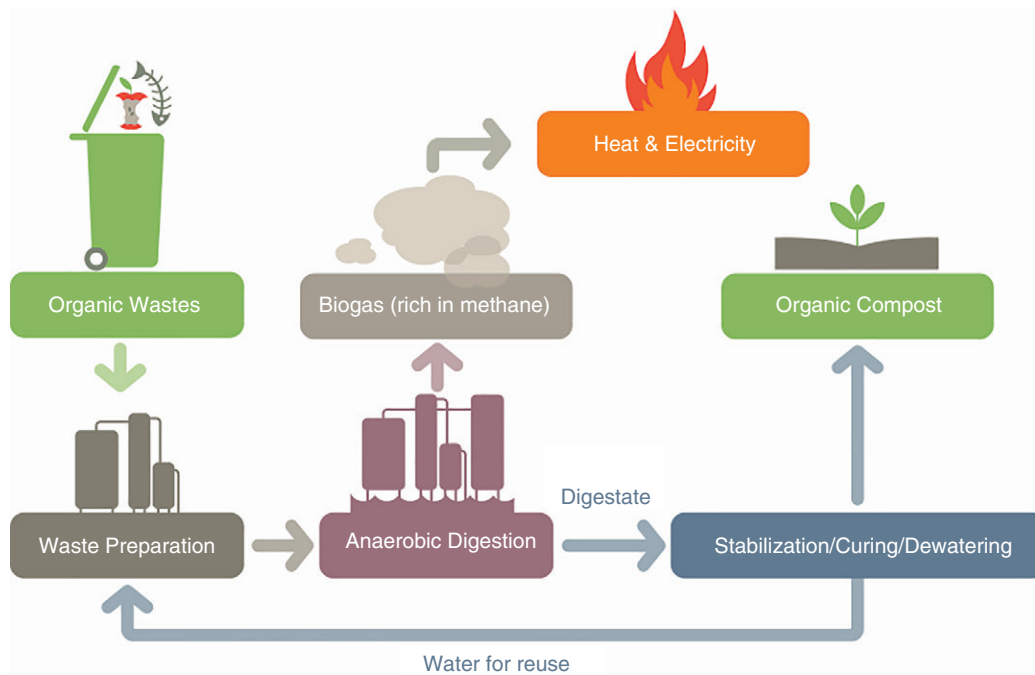 Heat & Electricity
Organic Wastes
Biogas (rich in methane)
Organic Compost
Digestate
Waste Preparation
Anaerobic Digestion
Stabilization/Curing/Dewatering
Water for reuse